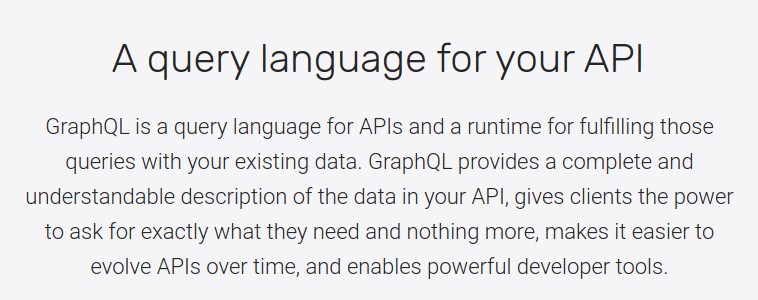 A query language for your API
GraphQL is a query language for APIs and a runtime for fulfilling those
queries with your existing data. GraphQL provides a complete and
understandable description of the data in your API, gives clients the power
to ask for exactly what they need and nothing more, makes it easier to
evolve APIs over time, and enables powerful developer tools.